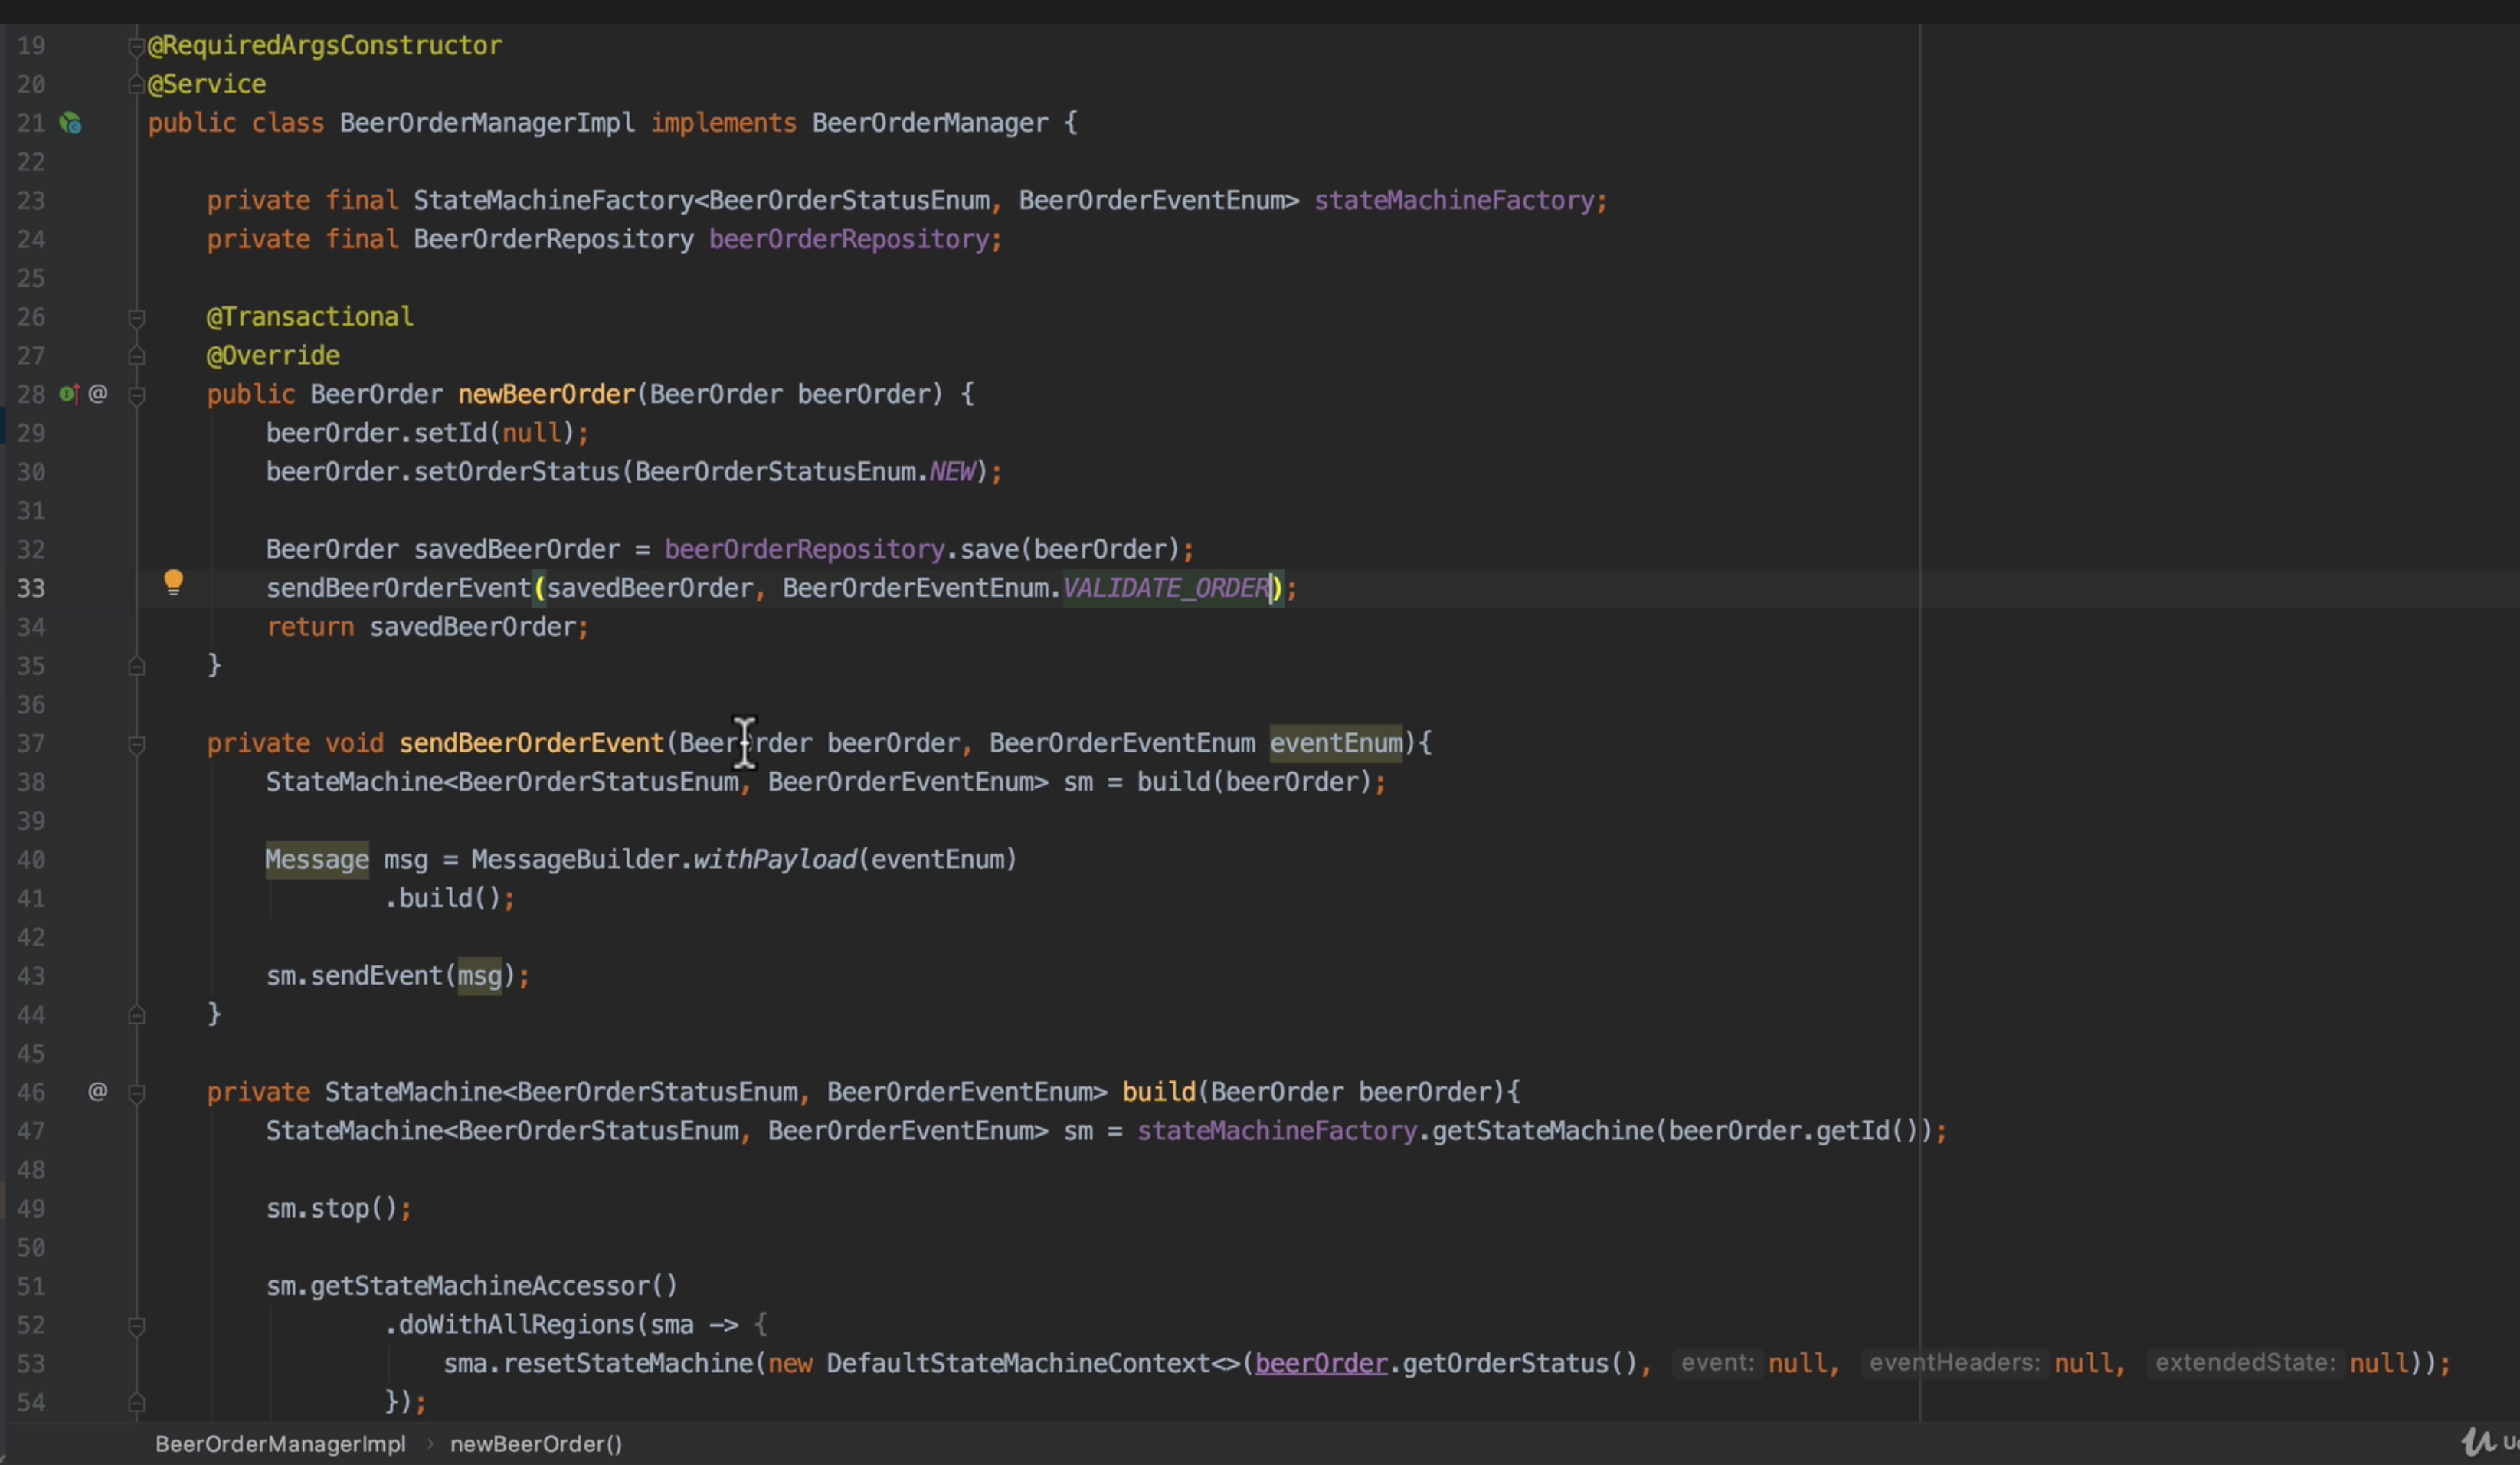 19 @RequiredArgsConstructor
20 @Service
21 public class BeerOrderManagerImpl implements BeerOrderManager {
22
23     private final StateMachineFactory<BeerOrderStatusEnum, BeerOrderEventEnum> stateMachineFactory;
24     private final BeerOrderRepository beerOrderRepository;
25
26     @Transactional
27     @Override
28 @     public BeerOrder newBeerOrder(BeerOrder beerOrder) {
29         beerOrder.setId(null);
30         beerOrder.setOrderStatus(BeerOrderStatusEnum.NEW);
31
32         BeerOrder savedBeerOrder = beerOrderRepository.save(beerOrder);
33         sendBeerOrderEvent(savedBeerOrder, BeerOrderEventEnum.VALIDATE_ORDER);
34         return savedBeerOrder;
35     }
36
37     private void sendBeerOrderEvent(BeerOrder beerOrder, BeerOrderEventEnum eventEnum){
38         StateMachine<BeerOrderStatusEnum, BeerOrderEventEnum> sm = build(beerOrder);
39
40         Message msg = MessageBuilder.withPayload(eventEnum)
41                 .build();
42
43         sm.sendEvent(msg);
44     }
45
46 @     private StateMachine<BeerOrderStatusEnum, BeerOrderEventEnum> build(BeerOrder beerOrder){
47         StateMachine<BeerOrderStatusEnum, BeerOrderEventEnum> sm = stateMachineFactory.getStateMachine(beerOrder.getId());
48
49         sm.stop();
50
51         sm.getStateMachineAccessor()
52                 .doWithAllRegions(sma -> {
53                     sma.resetStateMachine(new DefaultStateMachineContext<>(beerOrder.getOrderStatus(), event: null, eventHeaders: null, extendedState: null));
54                 });
BeerOrderManagerImpl › newBeerOrder()